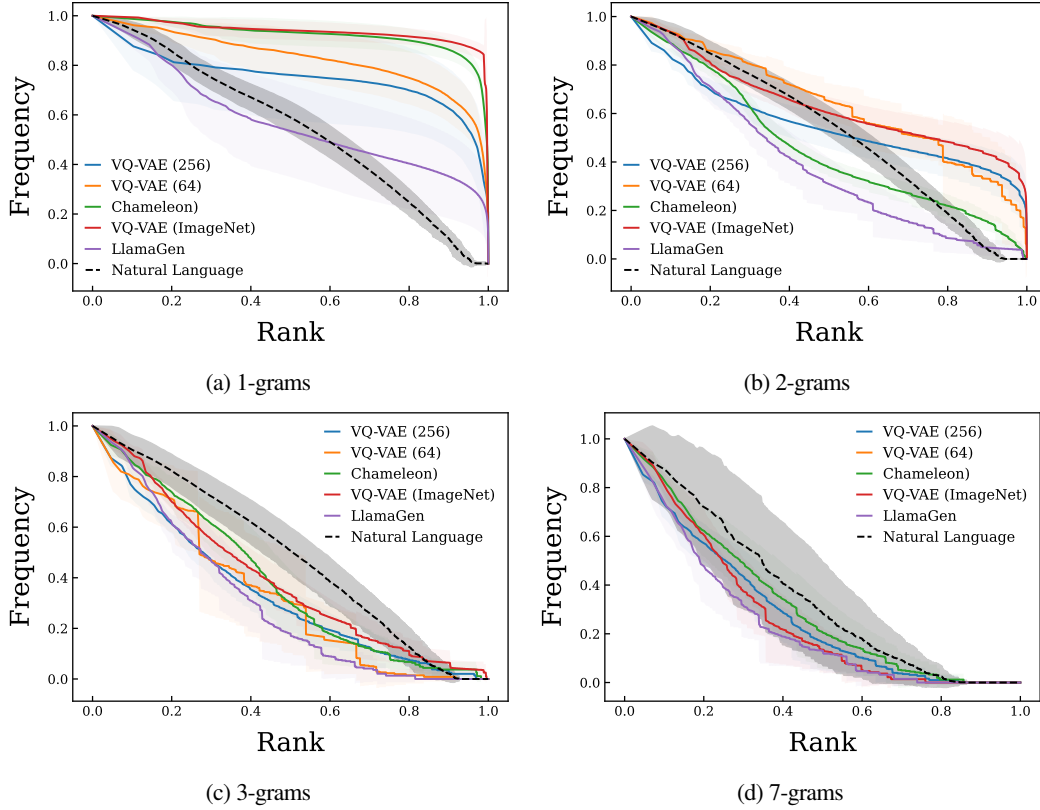 Frequency
1.0
0.8
0.6
0.4
0.2
0.0
VQ-VAE (256)
VQ-VAE (64)
Chameleon)
VQ-VAE (ImageNet)
LlamaGen
Natural Language
0.0 0.2 0.4 0.6 0.8 1.0
Rank
(a) 1-grams
Frequency
1.0
0.8
0.6
0.4
0.2
0.0
VQ-VAE (256)
VQ-VAE (64)
Chameleon)
VQ-VAE (ImageNet)
LlamaGen
Natural Language
0.0 0.2 0.4 0.6 0.8 1.0
Rank
(b) 2-grams
Frequency
1.0
0.8
0.6
0.4
0.2
0.0
VQ-VAE (256)
VQ-VAE (64)
Chameleon)
VQ-VAE (ImageNet)
LlamaGen
Natural Language
0.0 0.2 0.4 0.6 0.8 1.0
Rank
(c) 3-grams
Frequency
1.0
0.8
0.6
0.4
0.2
0.0
VQ-VAE (256)
VQ-VAE (64)
Chameleon)
VQ-VAE (ImageNet)
LlamaGen
Natural Language
0.0 0.2 0.4 0.6 0.8 1.0
Rank
(d) 7-grams